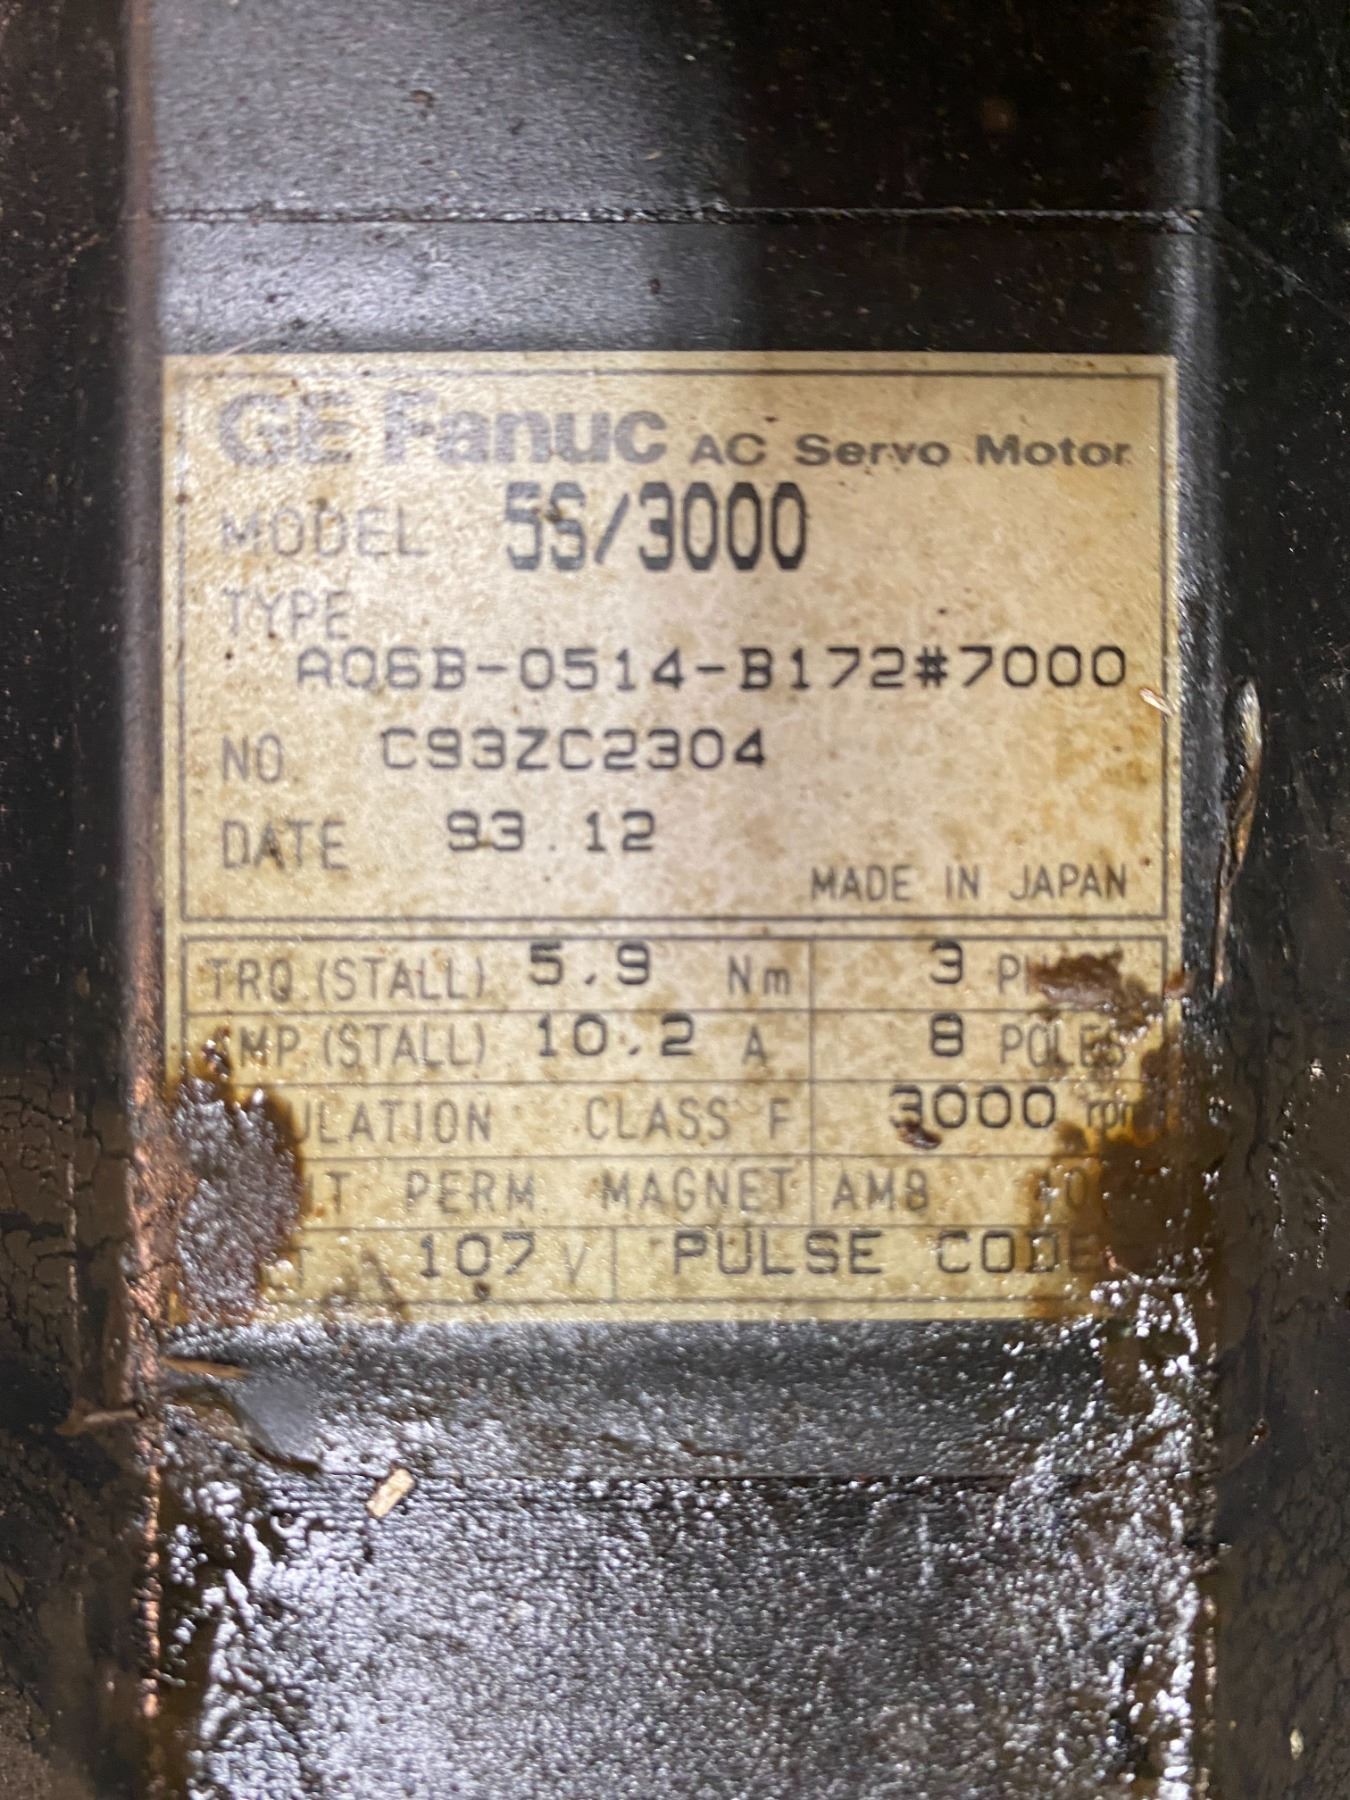 GE Fanuc AC Servo Motor
MODEL 5S/3000
TYPE
A06B-0514-B172#7000
NO. C93ZC2304
DATE 93.12
MADE IN JAPAN
TRQ.(STALL) 5.9 Nm 3
AMP.(STALL) 10.2 A 8 POLES
CLASS F 3000 rpm
PERM. MAGNET AMB
107 V PULSE